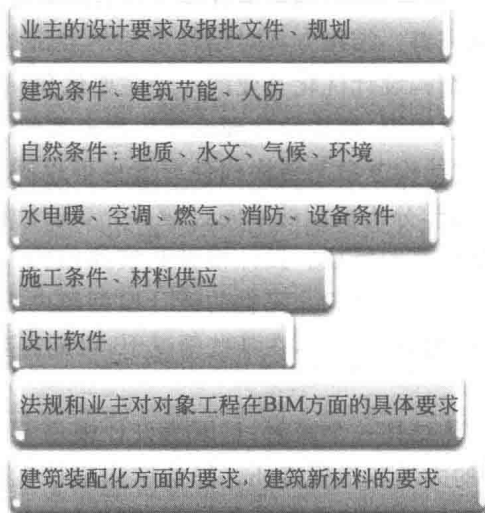 业主的设计要求及报批文件、规划
建筑条件、建筑节能、人防
自然条件：地质、水文、气候、环境
水电暖、空调、燃气、消防、设备条件
施工条件、材料供应
设计软件
法规和业主对对象工程在BIM方面的具体要求
建筑装配化方面的要求，建筑新材料的要求